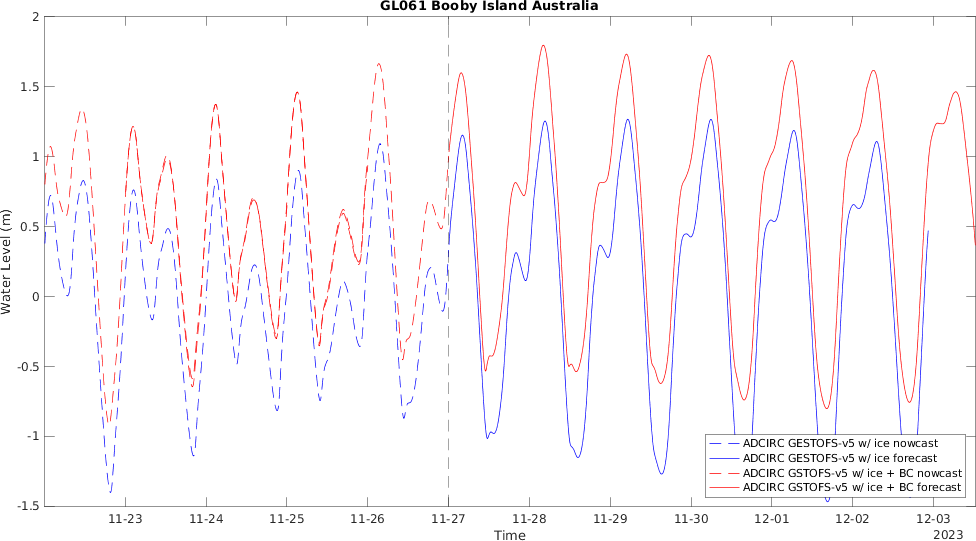 GL061 Booby Island Australia
2
1.5
1
0.5
0
-0.5
-1
-1.5
Water Level (m)
ADCIRC GESTOFS-v5 w/ ice nowcast
ADCIRC GESTOFS-v5 w/ ice forecast
ADCIRC GSTOFS-v5 w/ ice + BC nowcast
ADCIRC GSTOFS-v5 w/ ice + BC forecast
11-23 11-24 11-25 11-26 11-27 11-28 11-29 11-30 12-01 12-02 12-03
Time
2023